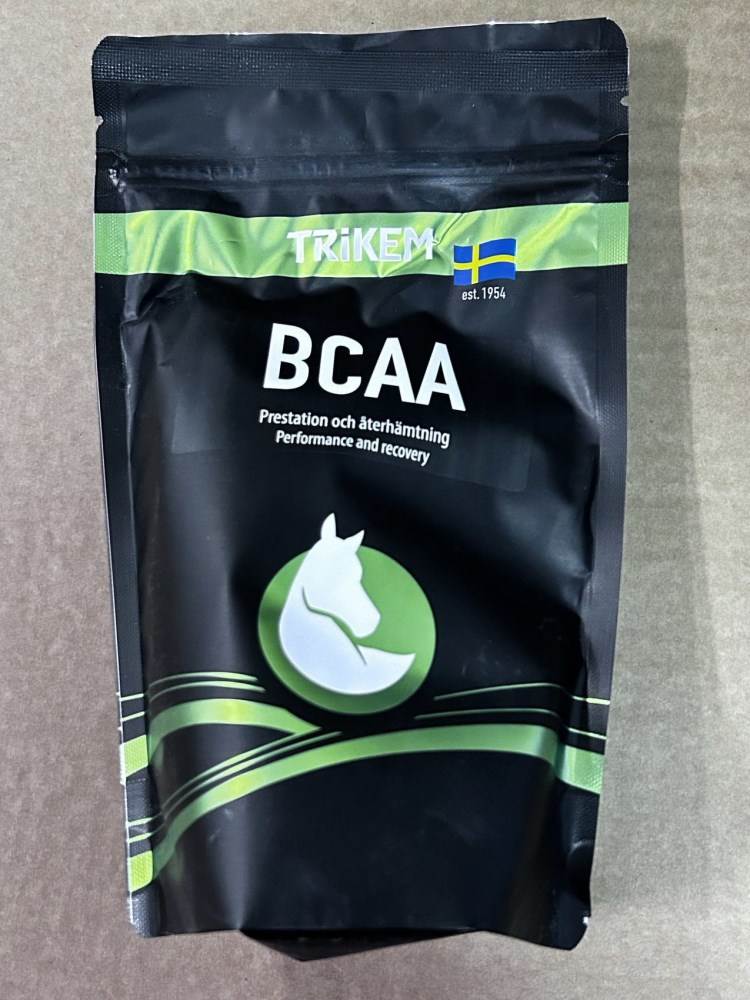 TRiKEM
est. 1954
BCAA
Prestation och återhämtning
Performance and recovery